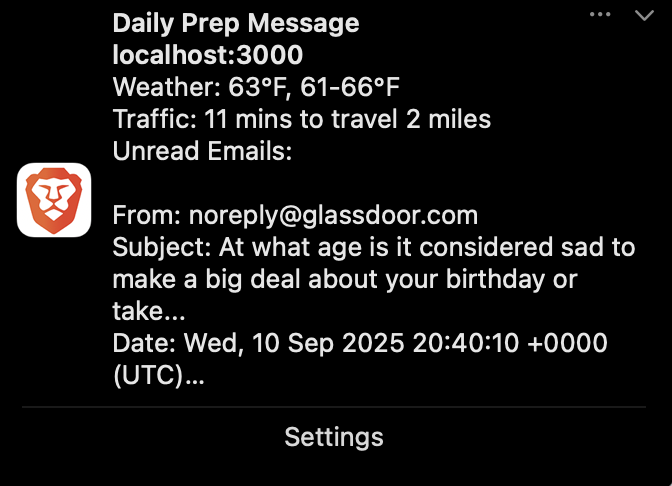 Daily Prep Message
localhost:3000
Weather: 63°F, 61-66°F
Traffic: 11 mins to travel 2 miles
Unread Emails:
From: noreply@glassdoor.com
Subject: At what age is it considered sad to
make a big deal about your birthday or
take...
Date: Wed, 10 Sep 2025 20:40:10 +0000
(UTC)...
Settings